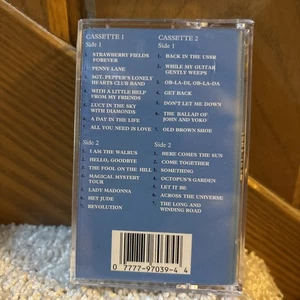 CASSETTE 1
Side 1
STRAWBERRY FIELDS
FOREVER
PENNY LANE
SGT. PEPPER'S LONELY
HEARTS CLUB BAND
WITH A LITTLE HELP
FROM MY FRIENDS
LUCY IN THE SKY
WITH DIAMONDS
A DAY IN THE LIFE
ALL YOU NEED IS LOVE
Side 2
I AM THE WALRUS
HELLO, GOODBYE
THE FOOL ON THE HILL
MAGICAL MYSTERY
TOUR
LADY MADONNA
HEY JUDE
REVOLUTION
CASSETTE 2
Side 1
BACK IN THE USSR
WHILE MY GUITAR
GENTLY WEEPS
OB-LA-DI, OB-LA-DA
GET BACK
DON'T LET ME DOWN
THE BALLAD OF
JOHN AND YOKO
OLD BROWN SHOE
Side 2
HERE COMES THE SUN
COME TOGETHER
SOMETHING
OCTOPUS'S GARDEN
LET IT BE
ACROSS THE UNIVERSE
THE LONG AND
WINDING ROAD
0 7777-97039-4 4